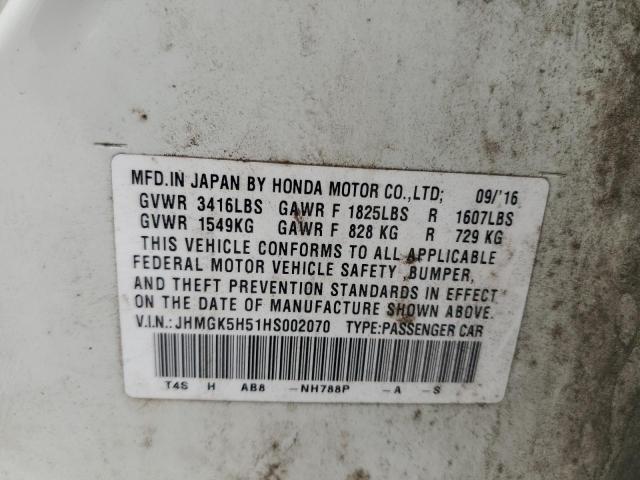 MFD.IN JAPAN BY HONDA MOTOR CO.,LTD; 09/'16
GVWR 3416LBS GAWR F 1825LBS R 1607LBS
GVWR 1549KG GAWR F 828 KG R 729 KG
THIS VEHICLE CONFORMS TO ALL APPLICABLE
FEDERAL MOTOR VEHICLE SAFETY ,BUMPER,
AND THEFT PREVENTION STANDARDS IN EFFECT
ON THE DATE OF MANUFACTURE SHOWN ABOVE.
V.I.N.:JHMGK5H51HS002070 TYPE:PASSENGER CAR
T4S H AB8 -NH788P -A -S